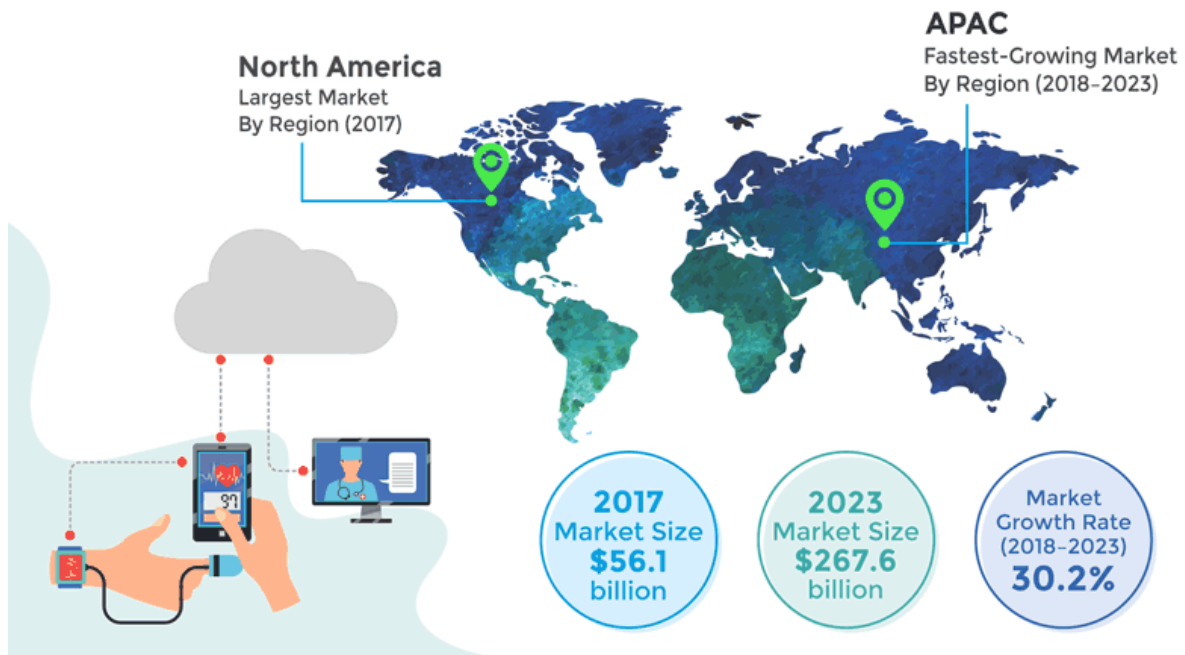 North America
Largest Market
By Region (2017)
APAC
Fastest-Growing Market
By Region (2018–2023)
97
2017
Market Size
$56.1
billion
2023
Market Size
$267.6
billion
Market
Growth Rate
(2018–2023)
30.2%